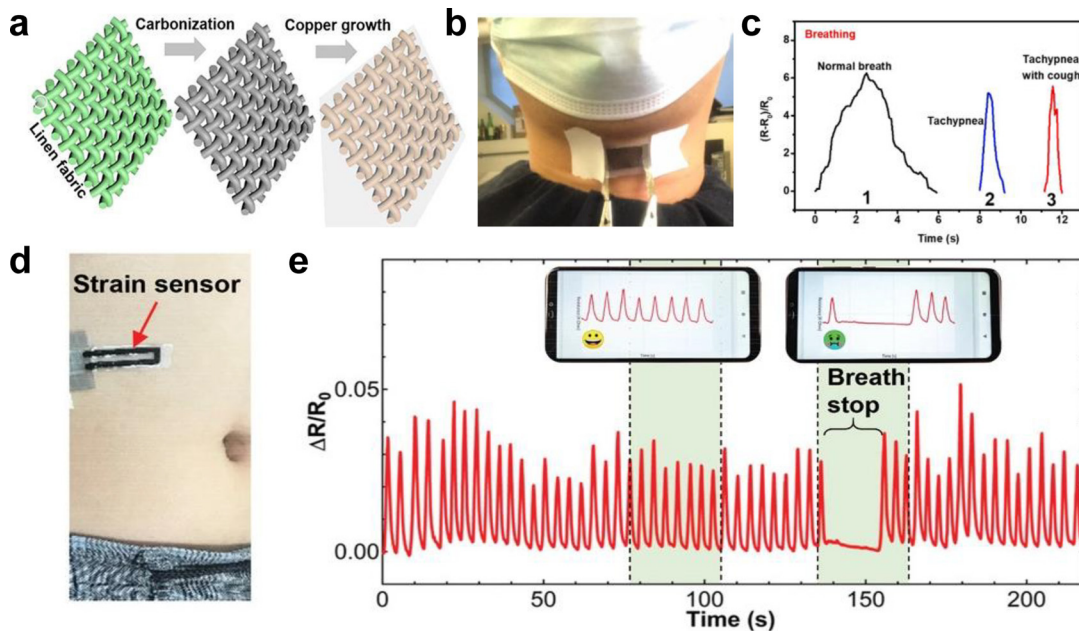 a
Carbonization
Copper growth
Linen fabric
b
c
Breathing
Normal breath
Tachypnea
Tachypnea
with cough
1
2
3
(R-R₀)/R₀
8
6
4
2
0
0 2 4 6 8 10 12
Time (s)
d
Strain sensor
e
Breath
stop
ΔR/R₀
0.05
0.00
0 50 100 150 200
Time (s)